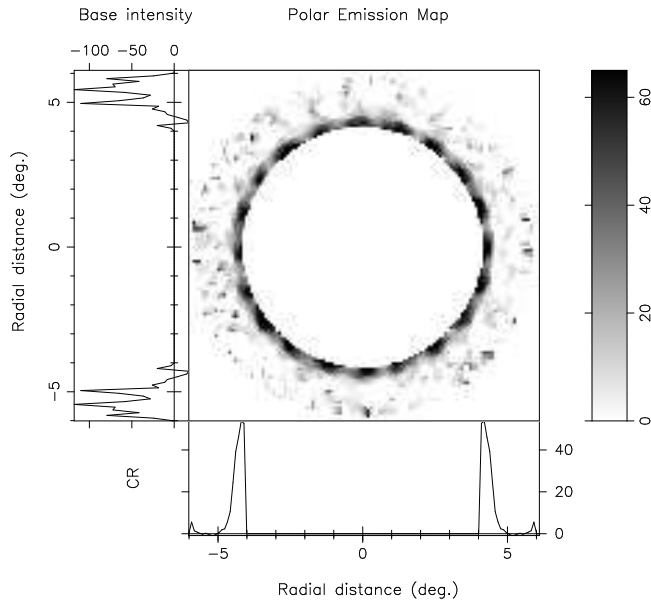 Base intensity
Polar Emission Map
−100 −50 0
Radial distance (deg.)
5
0
−5
60
40
20
0
CR
40
20
0
−5 0 5
Radial distance (deg.)